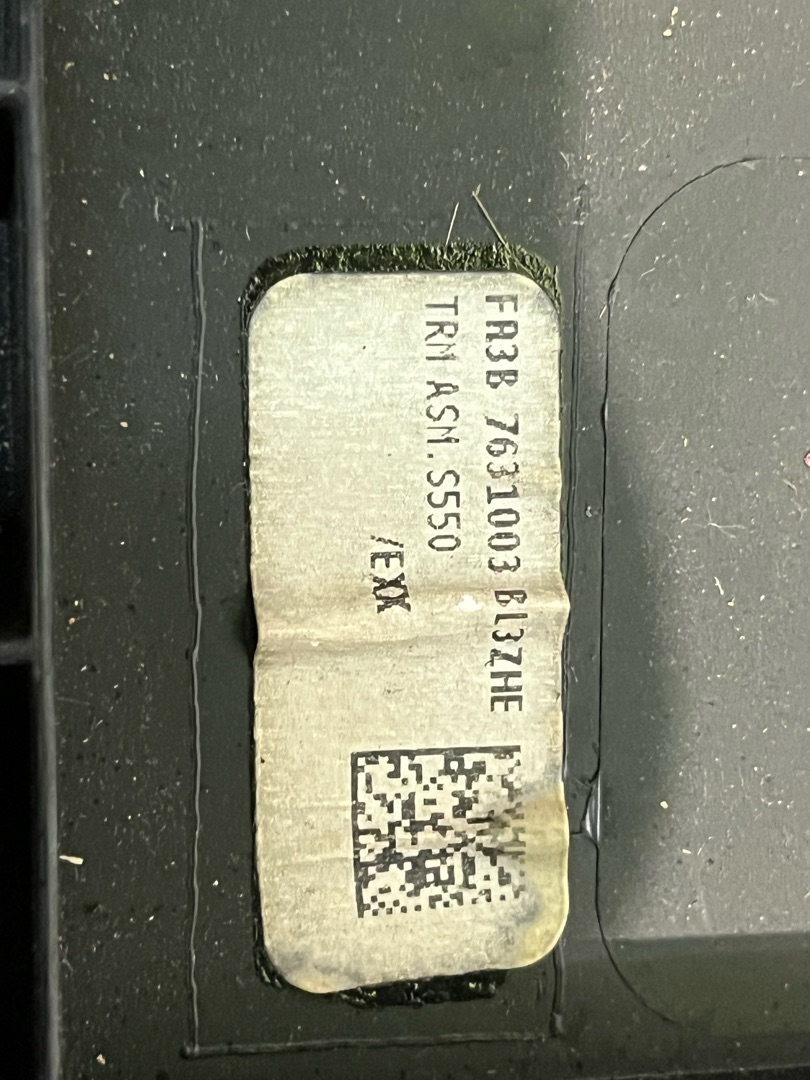 FR3B 7631003 BL3ZHE
TRM ASM.S550
/EXX